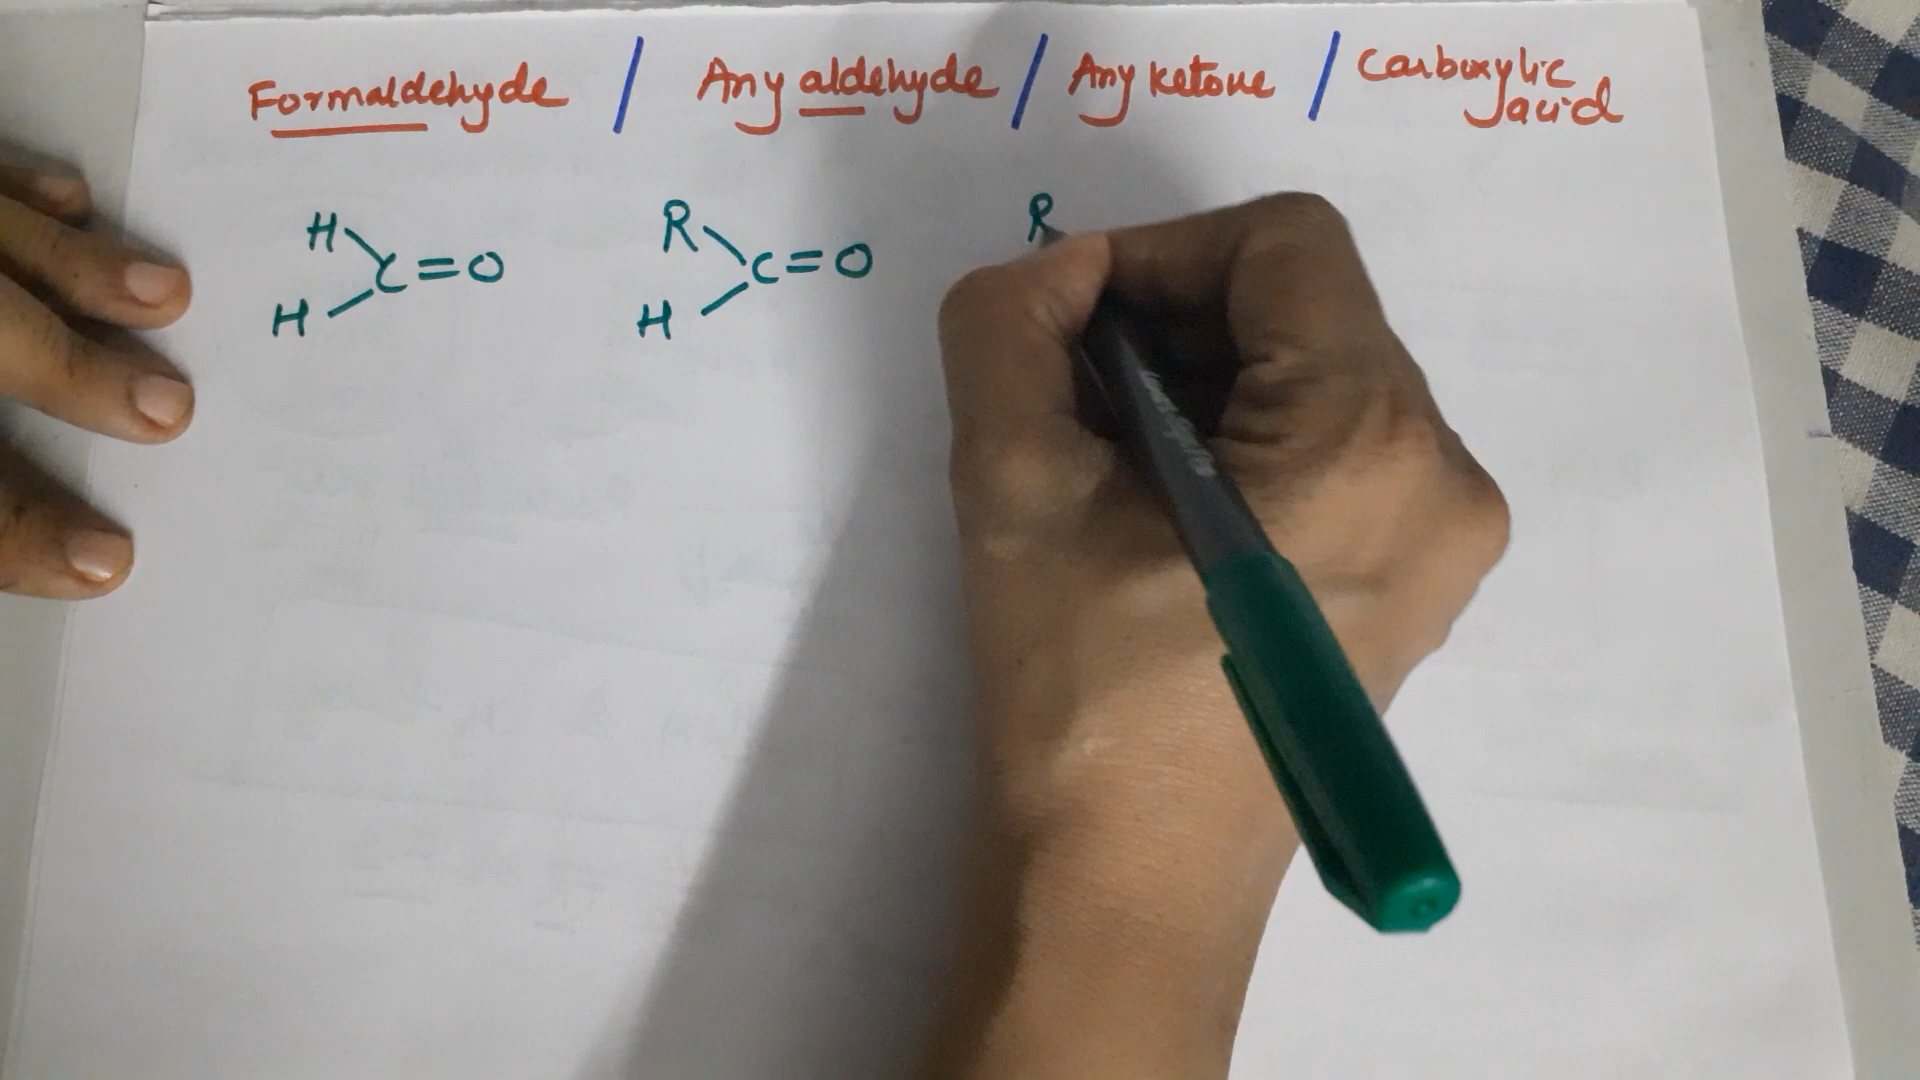 Formaldehyde / Any aldehyde / Any ketone / Carboxylic acid
H R R
C=O C=O
H H